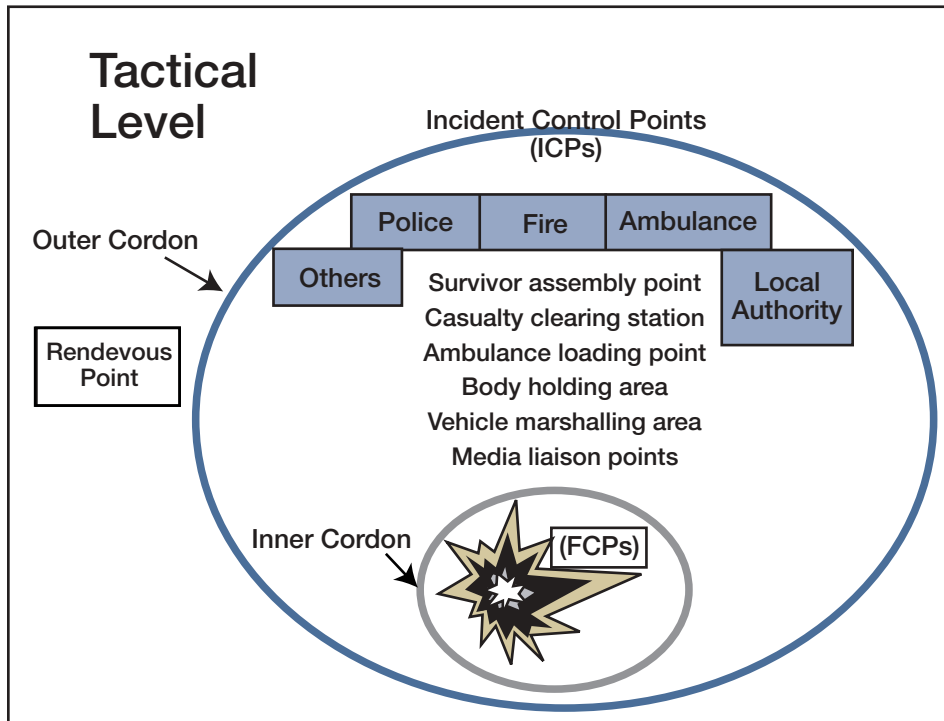 Tactical
Level
Incident Control Points
(ICPs)
Police
Fire
Ambulance
Outer Cordon
Others
Survivor assembly point
Local
Authority
Casualty clearing station
Rendevous
Point
Ambulance loading point
Body holding area
Vehicle marshalling area
Media liaison points
Inner Cordon
(FCPs)